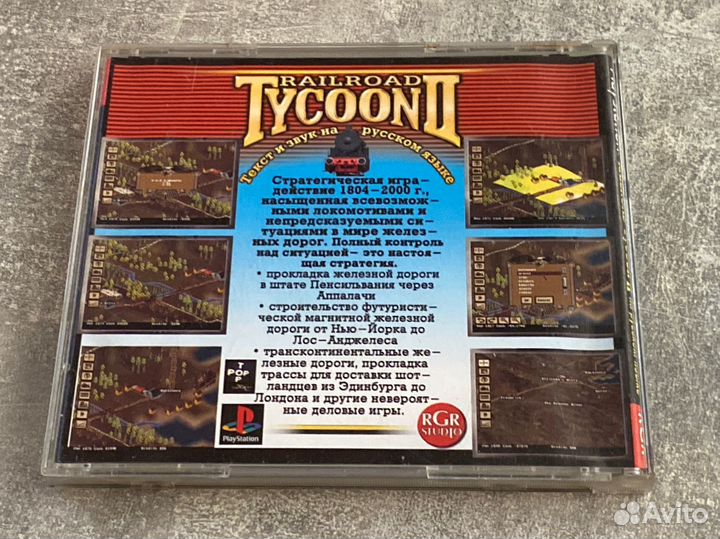 RAILROAD
TYCOON II
Текст и звук на русском языке
Стратегическая игра-
действие 1804-2000 г.,
насыщенная всевозмож-
ными локомотивами и
непредсказуемыми си-
туациями в мире желез-
ных дорог. Полный контроль
над ситуацией- это настоя-
щая стратегия.
• прокладка железной дороги
в штате Пенсильвания через
Аппалачи
• строительство футуристи-
ческой магнитной железной
дороги от Нью-Йорка до
Лос-Анджелеса
• трансконтинентальные же-
лезные дороги, прокладка
трассы для доставки шот-
ландцев из Эдинбурга до
Лондона и другие невероят-
ные деловые игры.
T
POP
P
PlayStation
RGR
STUDIO
Avito